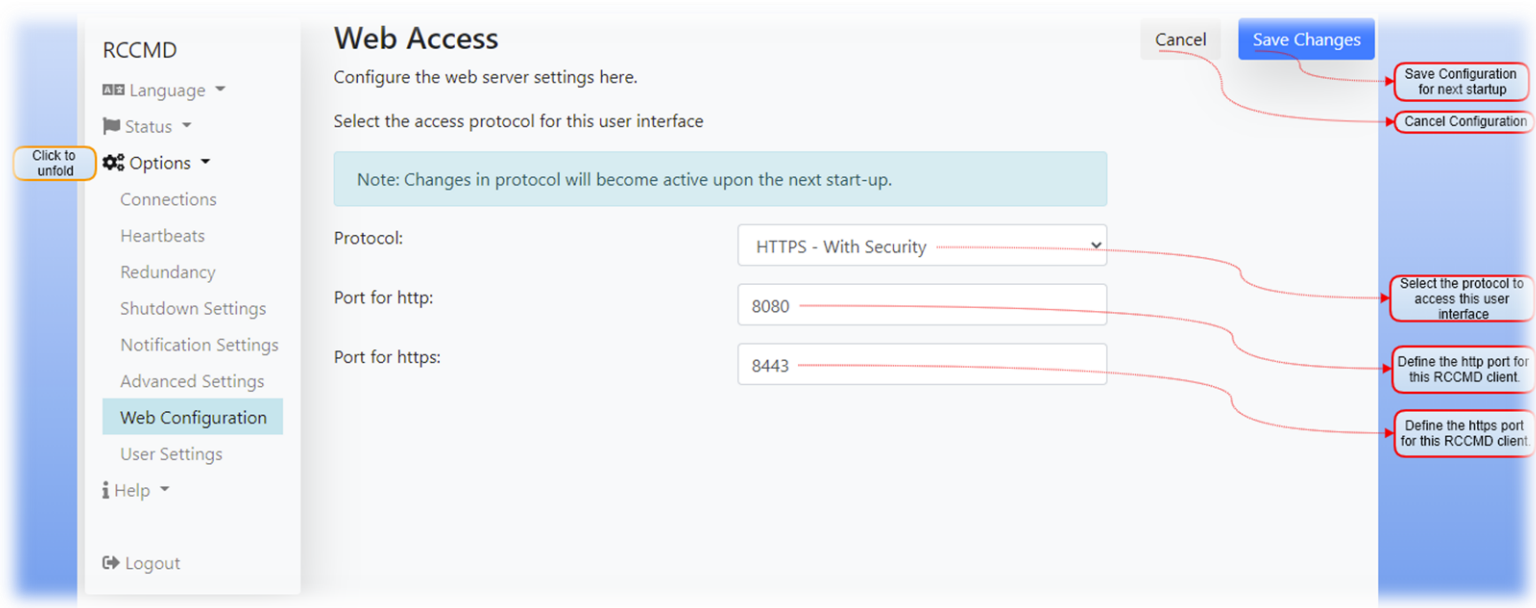 RCCMD
Language
Status
Click to
unfold
Options
Connections
Heartbeats
Redundancy
Shutdown Settings
Notification Settings
Advanced Settings
Web Configuration
User Settings
Help
Logout
Web Access
Configure the web server settings here.
Select the access protocol for this user interface
Note: Changes in protocol will become active upon the next start-up.
Protocol:
HTTPS - With Security
Port for http:
8080
Port for https:
8443
Cancel
Save Changes
Save Configuration
for next startup
Cancel Configuration
Select the protocol to
access this user
interface
Define the http port for
this RCCMD client.
Define the https port
for this RCCMD client.